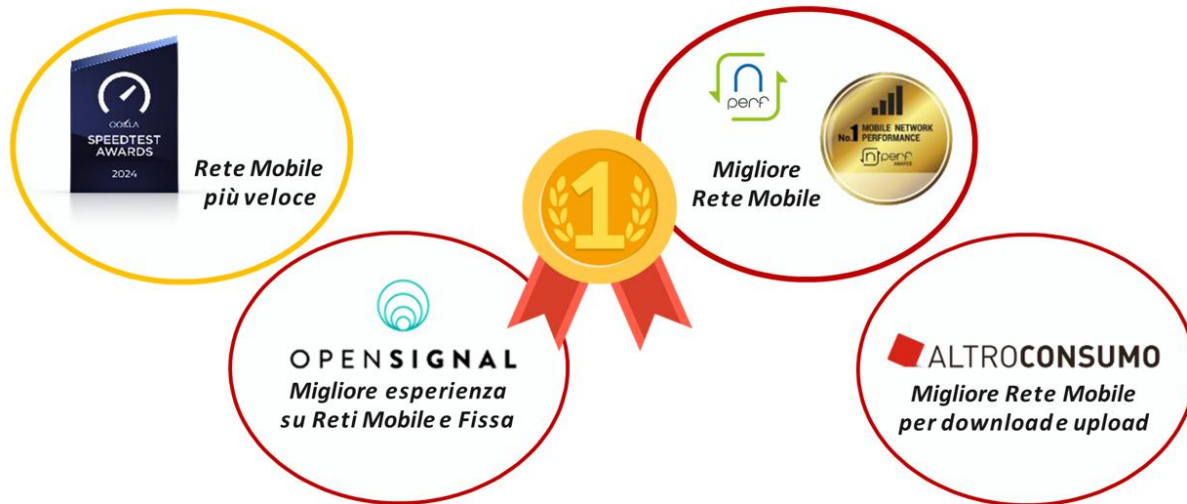 OOKLA
SPEEDTEST
AWARDS
2024
Rete Mobile
più veloce
n
perf
Migliore
Rete Mobile
No.1 MOBILE NETWORK
PERFORMANCE
nperf
AWARDS
1
OPENSIGNAL
Migliore esperienza
su Reti Mobile e Fissa
ALTROCONSUMO
Migliore Rete Mobile
per download e upload